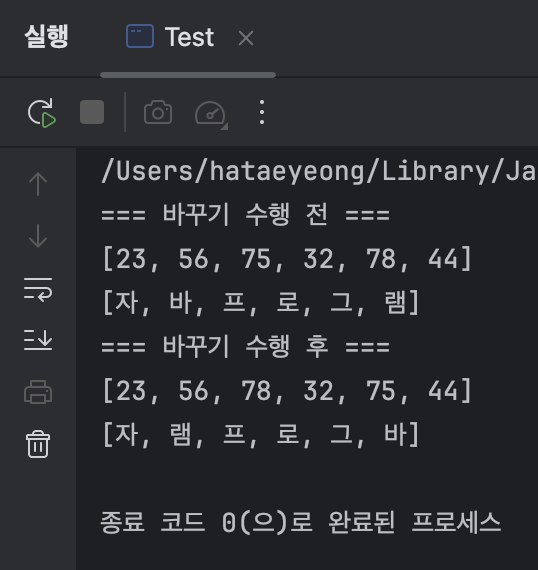 실행 Test
/Users/hataeyeong/Library/Ja
=== 바꾸기 수행 전 ===
[23, 56, 75, 32, 78, 44]
[자, 바, 프, 로, 그, 램]
=== 바꾸기 수행 후 ===
[23, 56, 78, 32, 75, 44]
[자, 램, 프, 로, 그, 바]
종료 코드 0(으)로 완료된 프로세스